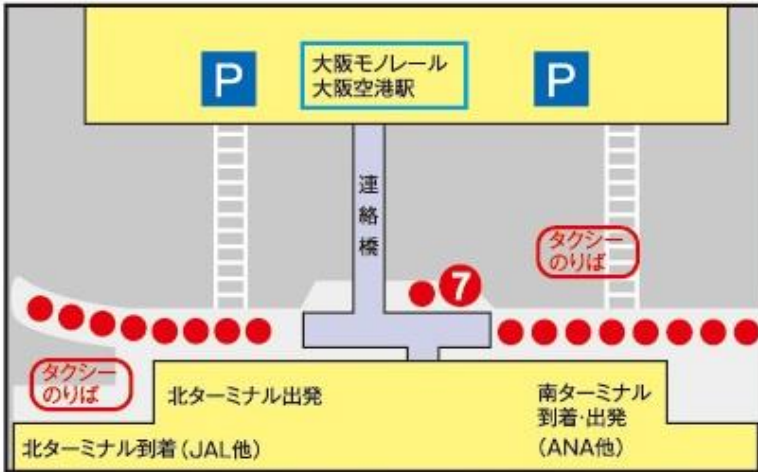 P
大阪モノレール
大阪空港駅
P
連絡橋
タクシー
のりば
7
タクシー
のりば
北ターミナル出発
南ターミナル
到着・出発
(ANA他)
北ターミナル到着(JAL他)